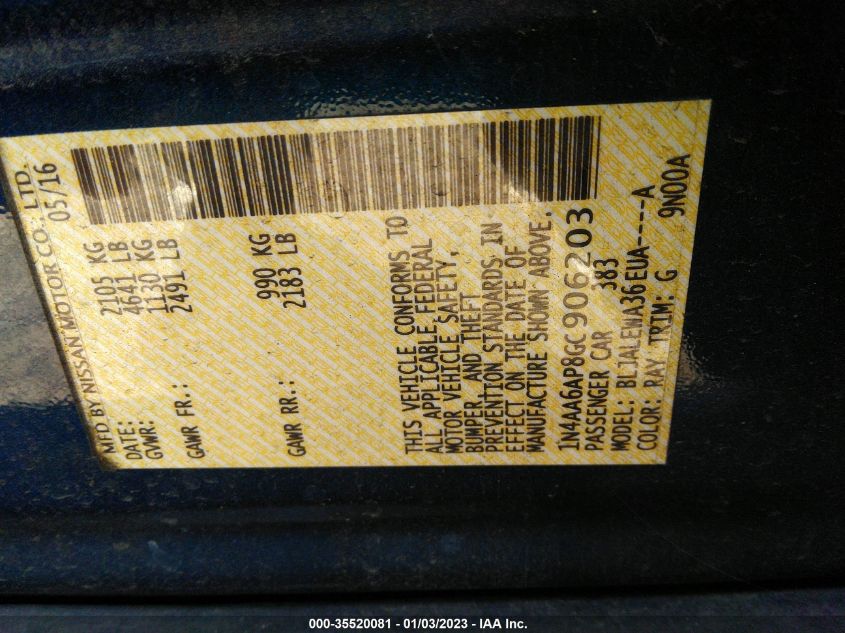 MFD BY NISSAN MOTOR CO., LTD.
DATE: 05/16
GVWR: 2105 KG
4641 LB
GAWR FR.: 1130 KG
2491 LB
GAWR RR.: 990 KG
2183 LB
THIS VEHICLE CONFORMS TO
ALL APPLICABLE FEDERAL
MOTOR VEHICLE SAFETY,
BUMPER, AND THEFT
PREVENTION STANDARDS IN
EFFECT ON THE DATE OF
MANUFACTURE SHOWN ABOVE.
1N4AA6AP8GC906203
PASSENGER CAR 383
MODEL: BLJALEWA36EUA----A
COLOR: RAY TRIM: G 9N00A
000-35520081 - 01/03/2023 - IAA Inc.